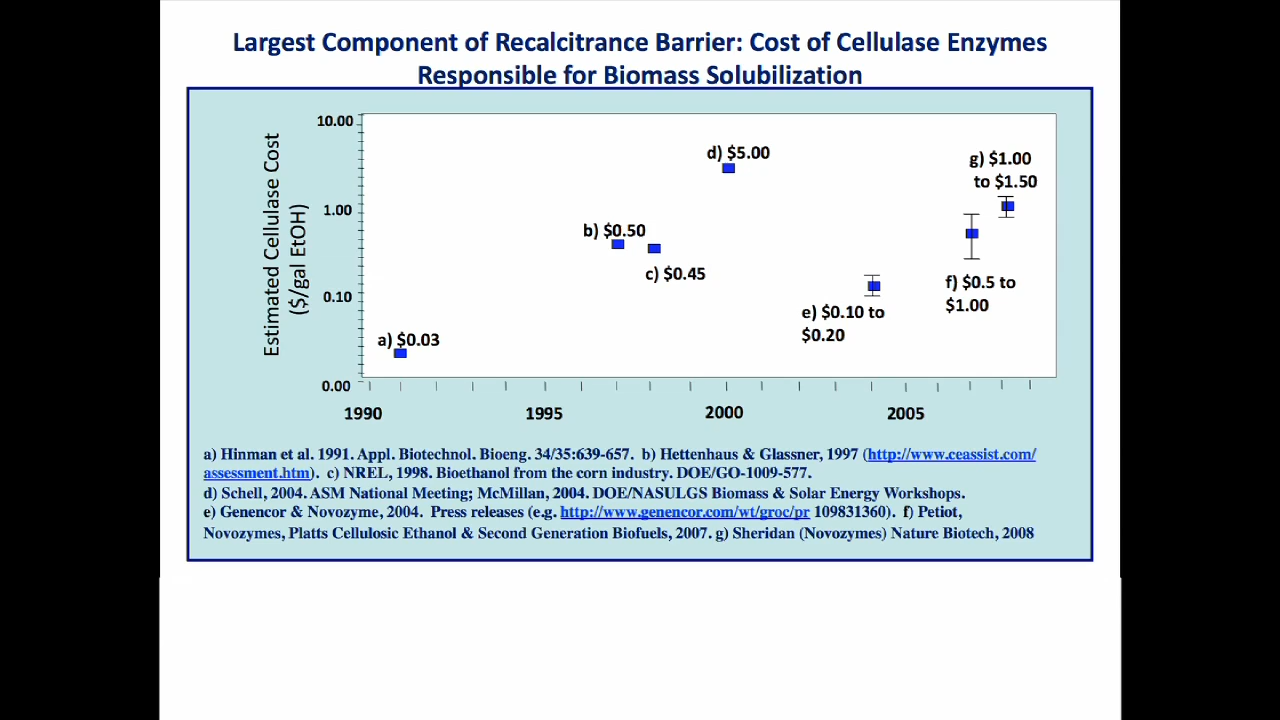 Largest Component of Recalcitrance Barrier: Cost of Cellulase Enzymes
Responsible for Biomass Solubilization
Estimated Cellulase Cost
($/gal EtOH)
10.00
1.00
0.10
0.00
a) $0.03
b) $0.50
c) $0.45
d) $5.00
e) $0.10 to
$0.20
f) $0.5 to
$1.00
g) $1.00
to $1.50
1990
1995
2000
2005
a) Hinman et al. 1991. Appl. Biotechnol. Bioeng. 34/35:639-657. b) Hettenhaus & Glassner, 1997 (http://www.ceassist.com/
assessment.htm). c) NREL, 1998. Bioethanol from the corn industry. DOE/GO-1009-577.
d) Schell, 2004. ASM National Meeting; McMillan, 2004. DOE/NASULGS Biomass & Solar Energy Workshops.
e) Genencor & Novozyme, 2004. Press releases (e.g. http://www.genencor.com/wt/groc/pr 109831360). f) Petiot,
Novozymes, Platts Cellulosic Ethanol & Second Generation Biofuels, 2007. g) Sheridan (Novozymes) Nature Biotech, 2008